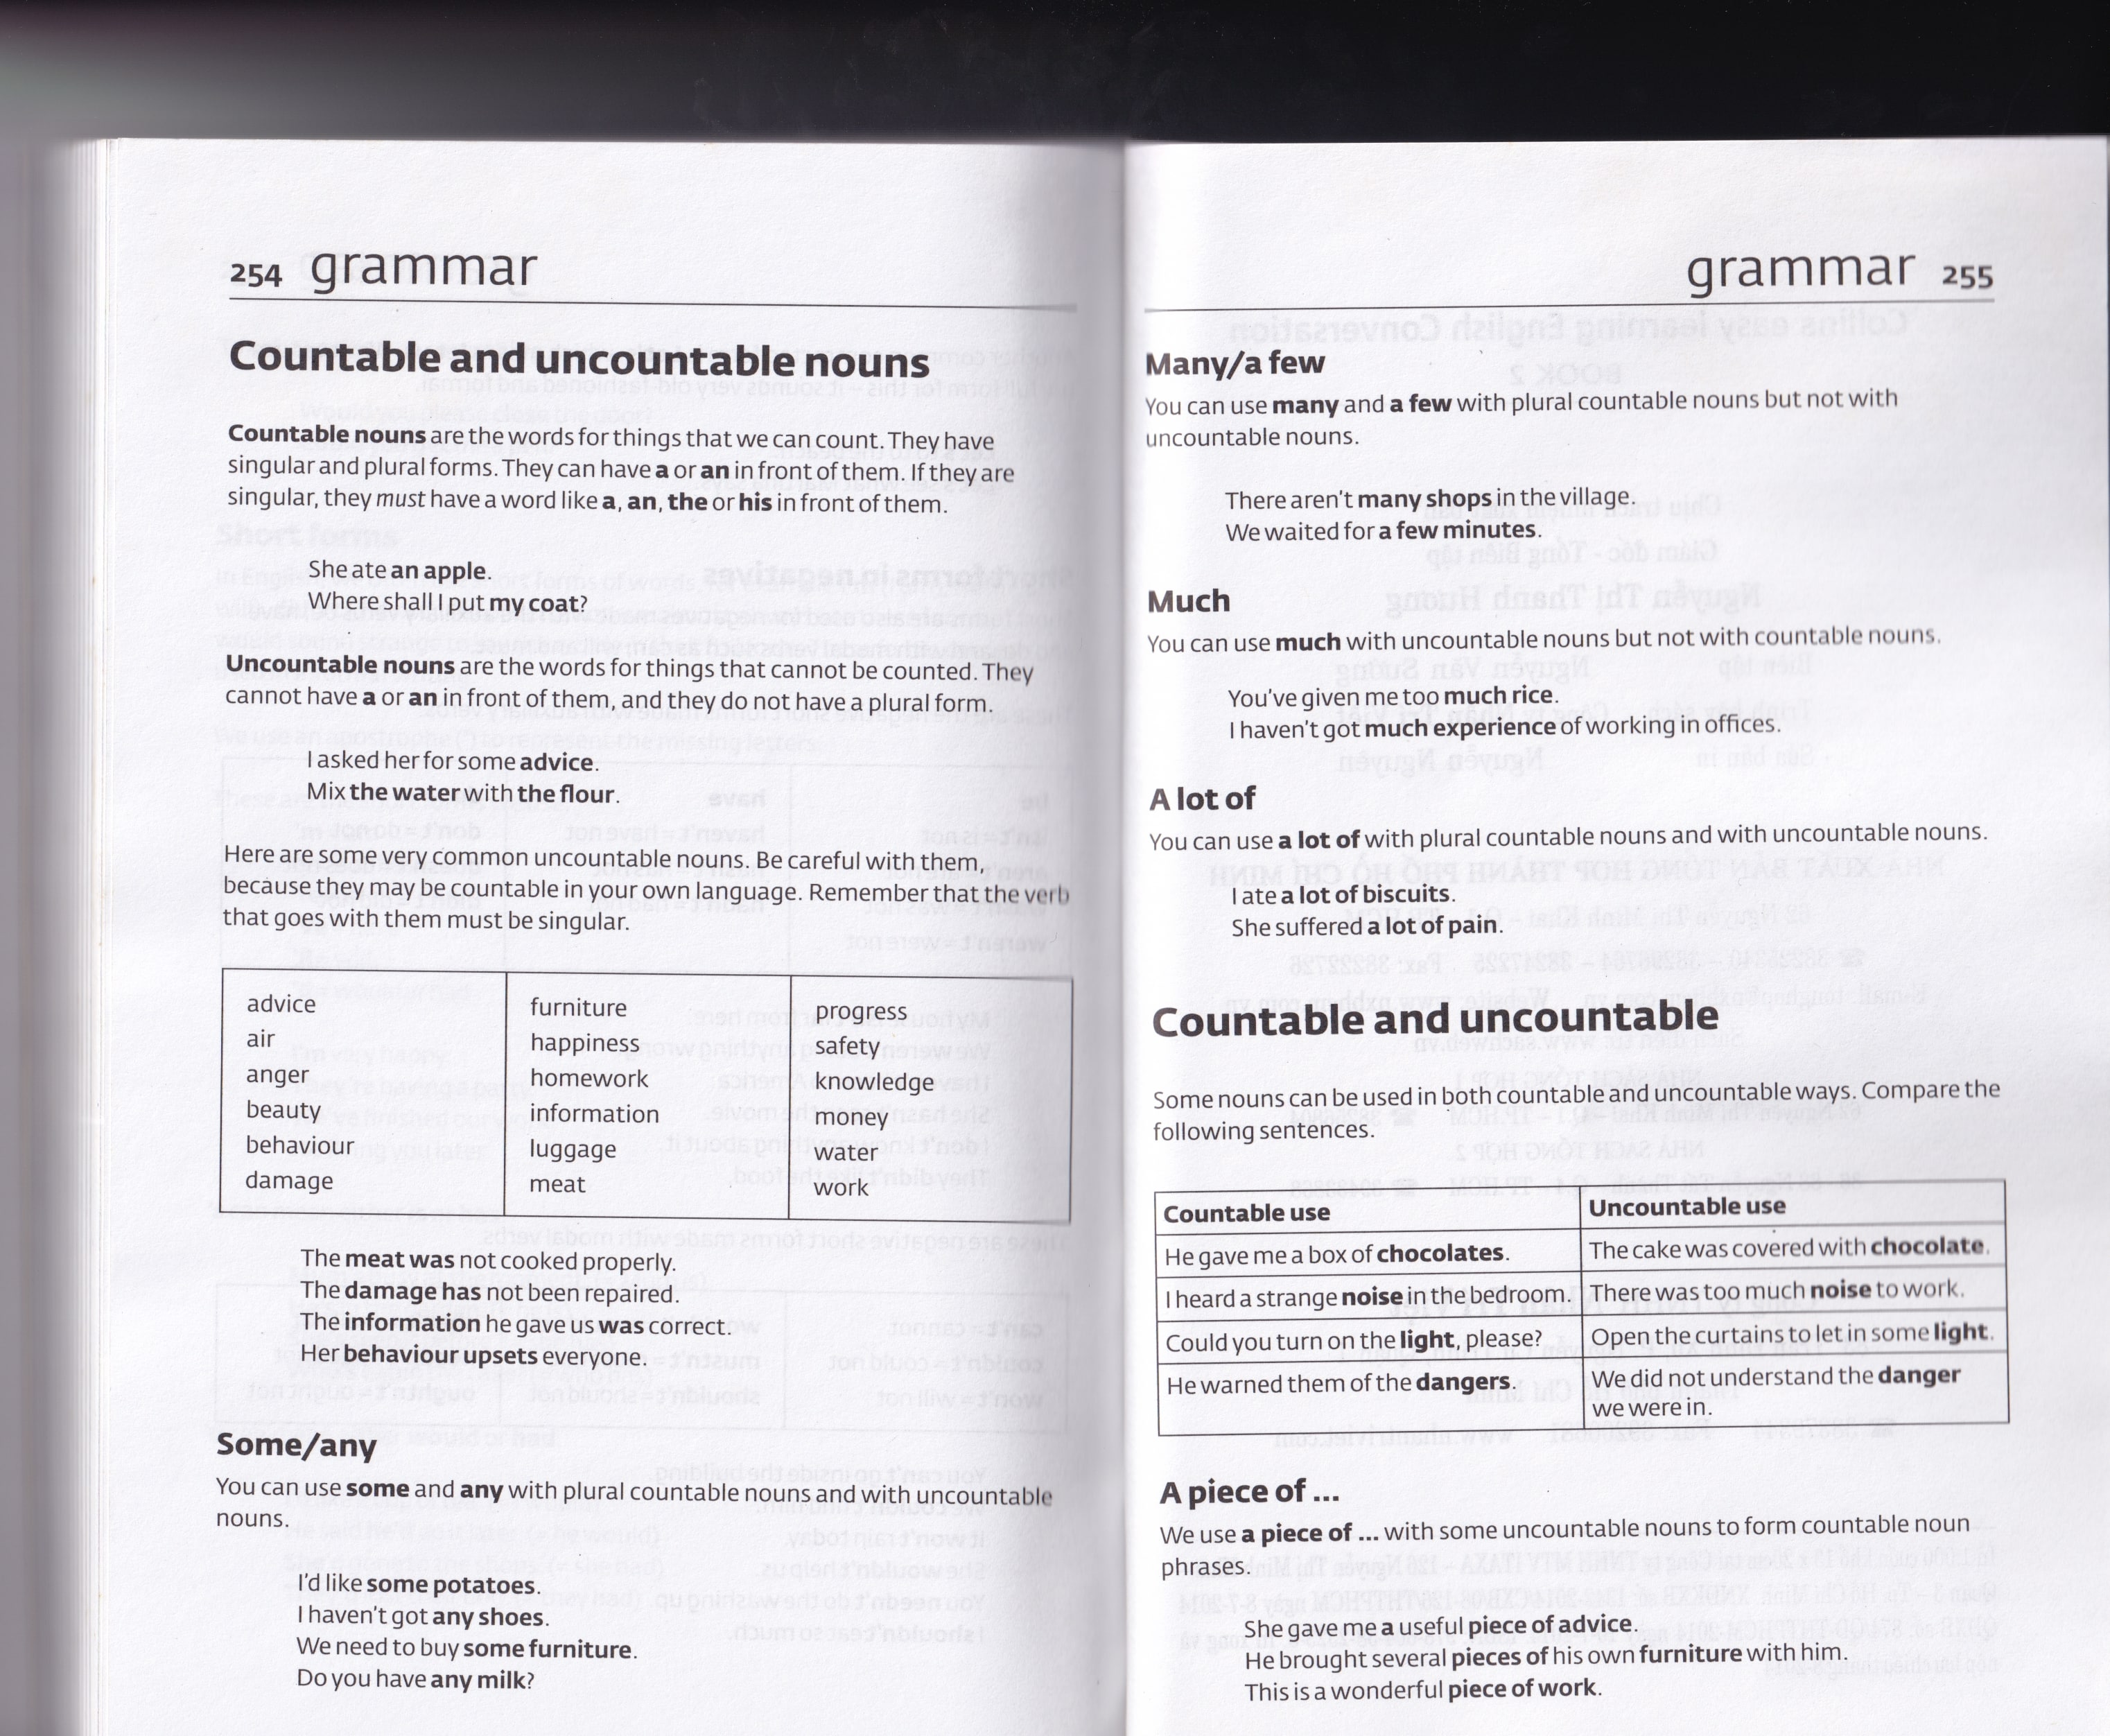 254 grammar
Countable and uncountable nouns
Countable nouns are the words for things that we can count. They have
singular and plural forms. They can have a or an in front of them. If they are
singular, they must have a word like a, an, the or his in front of them.
She ate an apple.
Where shall I put my coat?
Uncountable nouns are the words for things that cannot be counted. They
cannot have a or an in front of them, and they do not have a plural form.
I asked her for some advice.
Mix the water with the flour.
Here are some very common uncountable nouns. Be careful with them,
because they may be countable in your own language. Remember that the verb
that goes with them must be singular.
advice furniture progress
air happiness safety
anger homework knowledge
beauty information money
behaviour luggage water
damage meat work
The meat was not cooked properly.
The damage has not been repaired.
The information he gave us was correct.
Her behaviour upsets everyone.
Some/any
You can use some and any with plural countable nouns and with uncountable
nouns.
I'd like some potatoes.
I haven't got any shoes.
We need to buy some furniture.
Do you have any milk?
grammar 255
Many/a few
You can use many and a few with plural countable nouns but not with
uncountable nouns.
There aren't many shops in the village.
We waited for a few minutes.
Much
You can use much with uncountable nouns but not with countable nouns.
You've given me too much rice.
I haven't got much experience of working in offices.
A lot of
You can use a lot of with plural countable nouns and with uncountable nouns.
I ate a lot of biscuits.
She suffered a lot of pain.
Countable and uncountable
Some nouns can be used in both countable and uncountable ways. Compare the
following sentences.
Countable use Uncountable use
He gave me a box of chocolates. The cake was covered with chocolate.
I heard a strange noise in the bedroom. There was too much noise to work.
Could you turn on the light, please? Open the curtains to let in some light.
He warned them of the dangers. We did not understand the danger
we were in.
A piece of ...
We use a piece of ... with some uncountable nouns to form countable noun
phrases.
She gave me a useful piece of advice.
He brought several pieces of his own furniture with him.
This is a wonderful piece of work.